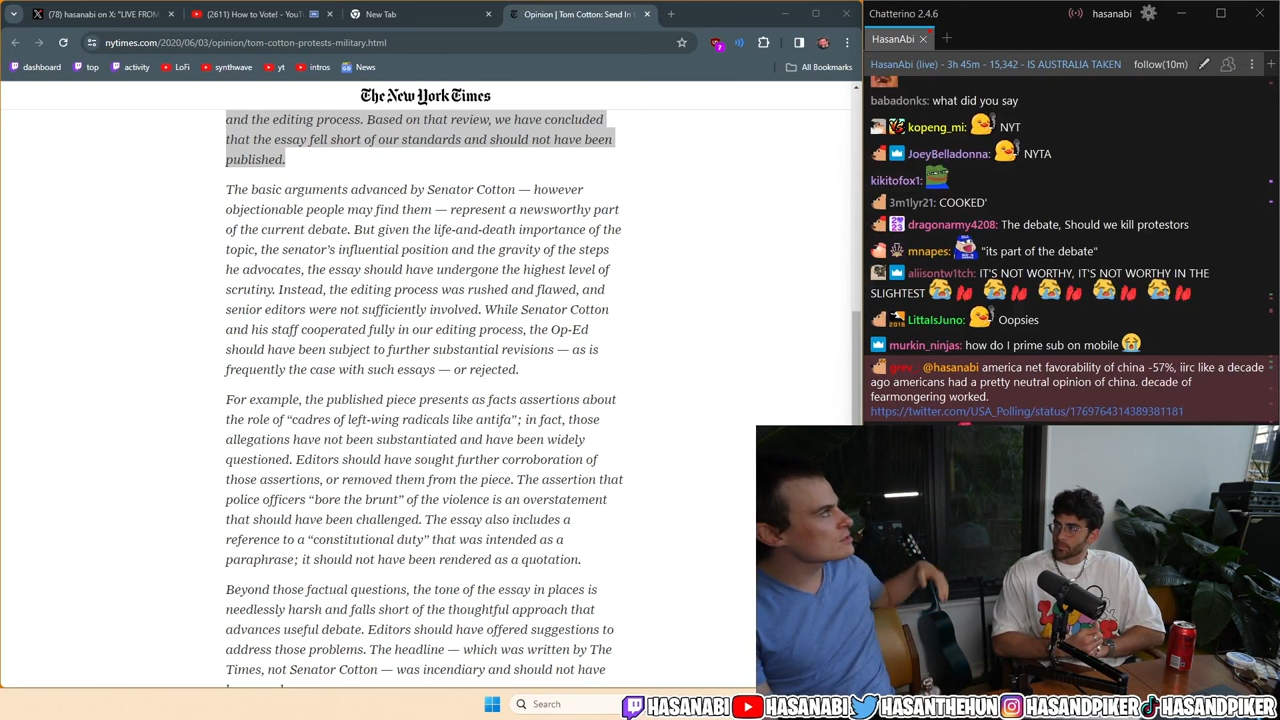 (78) hasanabi on X: "LIVE FROM
(2611) How to Vote! - YouT
New Tab
Opinion | Tom Cotton: Send In t
nytimes.com/2020/06/03/opinion/tom-cotton-protests-military.html
7
dashboard
top
activity
LoFi
synthwave
yt
intros
News
All Bookmarks
The New York Times
and the editing process. Based on that review, we have concluded
that the essay fell short of our standards and should not have been
published.
The basic arguments advanced by Senator Cotton — however
objectionable people may find them — represent a newsworthy part
of the current debate. But given the life-and-death importance of the
topic, the senator’s influential position and the gravity of the steps
he advocates, the essay should have undergone the highest level of
scrutiny. Instead, the editing process was rushed and flawed, and
senior editors were not sufficiently involved. While Senator Cotton
and his staff cooperated fully in our editing process, the Op-Ed
should have been subject to further substantial revisions — as is
frequently the case with such essays — or rejected.
For example, the published piece presents as facts assertions about
the role of “cadres of left-wing radicals like antifa”; in fact, those
allegations have not been substantiated and have been widely
questioned. Editors should have sought further corroboration of
those assertions, or removed them from the piece. The assertion that
police officers “bore the brunt” of the violence is an overstatement
that should have been challenged. The essay also includes a
reference to a “constitutional duty” that was intended as a
paraphrase; it should not have been rendered as a quotation.
Beyond those factual questions, the tone of the essay in places is
needlessly harsh and falls short of the thoughtful approach that
advances useful debate. Editors should have offered suggestions to
address those problems. The headline — which was written by The
Times, not Senator Cotton — was incendiary and should not have
Search
Chatterino 2.4.6
hasanabi
HasanAbi
HasanAbi (live) - 3h 45m - 15,342 - IS AUSTRALIA TAKEN
follow(10m)
babadonks: what did you say
kopeng_mi: NYT
JoeyBelladonna: NYTA
kikitofox1:
3m1lyr21: COOKED'
dragonarmy4208: The debate, Should we kill protestors
mnapes: "its part of the debate"
aliisontw1tch: IT'S NOT WORTHY, IT'S NOT WORTHY IN THE
SLIGHTEST
LittalsJuno: Oopsies
murkin_ninjas: how do I prime sub on mobile
grev @hasanabi america net favorability of china -57%, iirc like a decade
ago americans had a pretty neutral opinion of china. decade of
fearmongering worked.
https://twitter.com/USA_Polling/status/1769764314389381181
HASANABI
HASANABI
HASANTHEHUN
HASANDPIKER
HASANDPIKER